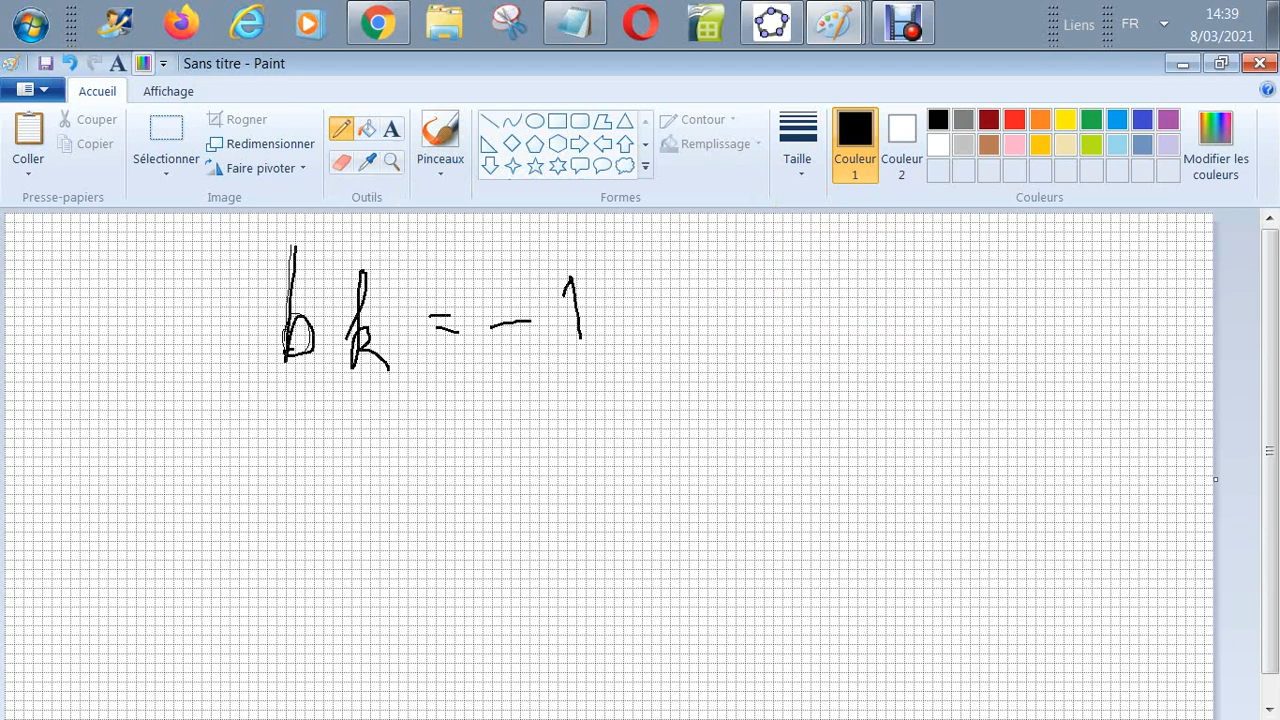 Liens FR 14:39
8/03/2021
Sans titre - Paint
Accueil Affichage
Coller
Couper
Copier
Presse-papiers
Sélectionner
Rogner
Redimensionner
Faire pivoter
Image
A
Outils
Pinceaux
Contour
Remplissage
Formes
Taille
Couleur 1
Couleur 2
Modifier les couleurs
Couleurs
b k = - 1